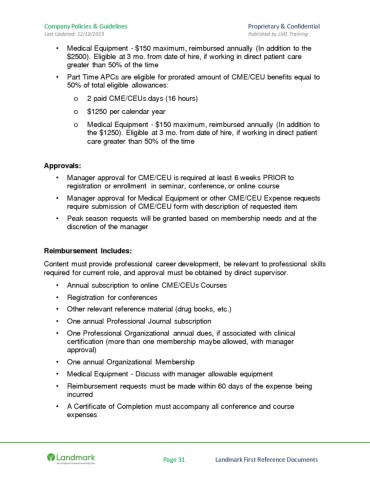 Company Policies & Guidelines Proprietary & Confidential
Last Updated: 12/10/2013 Published by LM1 Training
• Medical Equipment - $150 maximum, reimbursed annually (In addition to the
$2500). Eligible at 3 mo. from date of hire, if working in direct patient care
greater than 50% of the time
• Part Time APCs are eligible for prorated amount of CME/CEU benefits equal to
50% of total eligible allowances:
o 2 paid CME/CEUs days (16 hours)
o $1250 per calendar year
o Medical Equipment - $150 maximum, reimbursed annually (In addition to
the $1250). Eligible at 3 mo. from date of hire, if working in direct patient
care greater than 50% of the time
Approvals:
• Manager approval for CME/CEU is required at least 6 weeks PRIOR to
registration or enrollment in seminar, conference, or online course
• Manager approval for Medical Equipment or other CME/CEU Expense requests
require submission of CME/CEU form with description of requested item
• Peak season requests will be granted based on membership needs and at the
discretion of the manager
Reimbursement Includes:
Content must provide professional career development, be relevant to professional skills
required for current role, and approval must be obtained by direct supervisor.
• Annual subscription to online CME/CEUs Courses
• Registration for conferences
• Other relevant reference material (drug books, etc.)
• One annual Professional Journal subscription
• One Professional Organizational annual dues, if associated with clinical
certification (more than one membership maybe allowed, with manager
approval)
• One annual Organizational Membership
• Medical Equipment - Discuss with manager allowable equipment
• Reimbursement requests must be made within 60 days of the expense being
incurred
• A Certificate of Completion must accompany all conference and course
expenses
Landmark Page 31 Landmark First Reference Documents